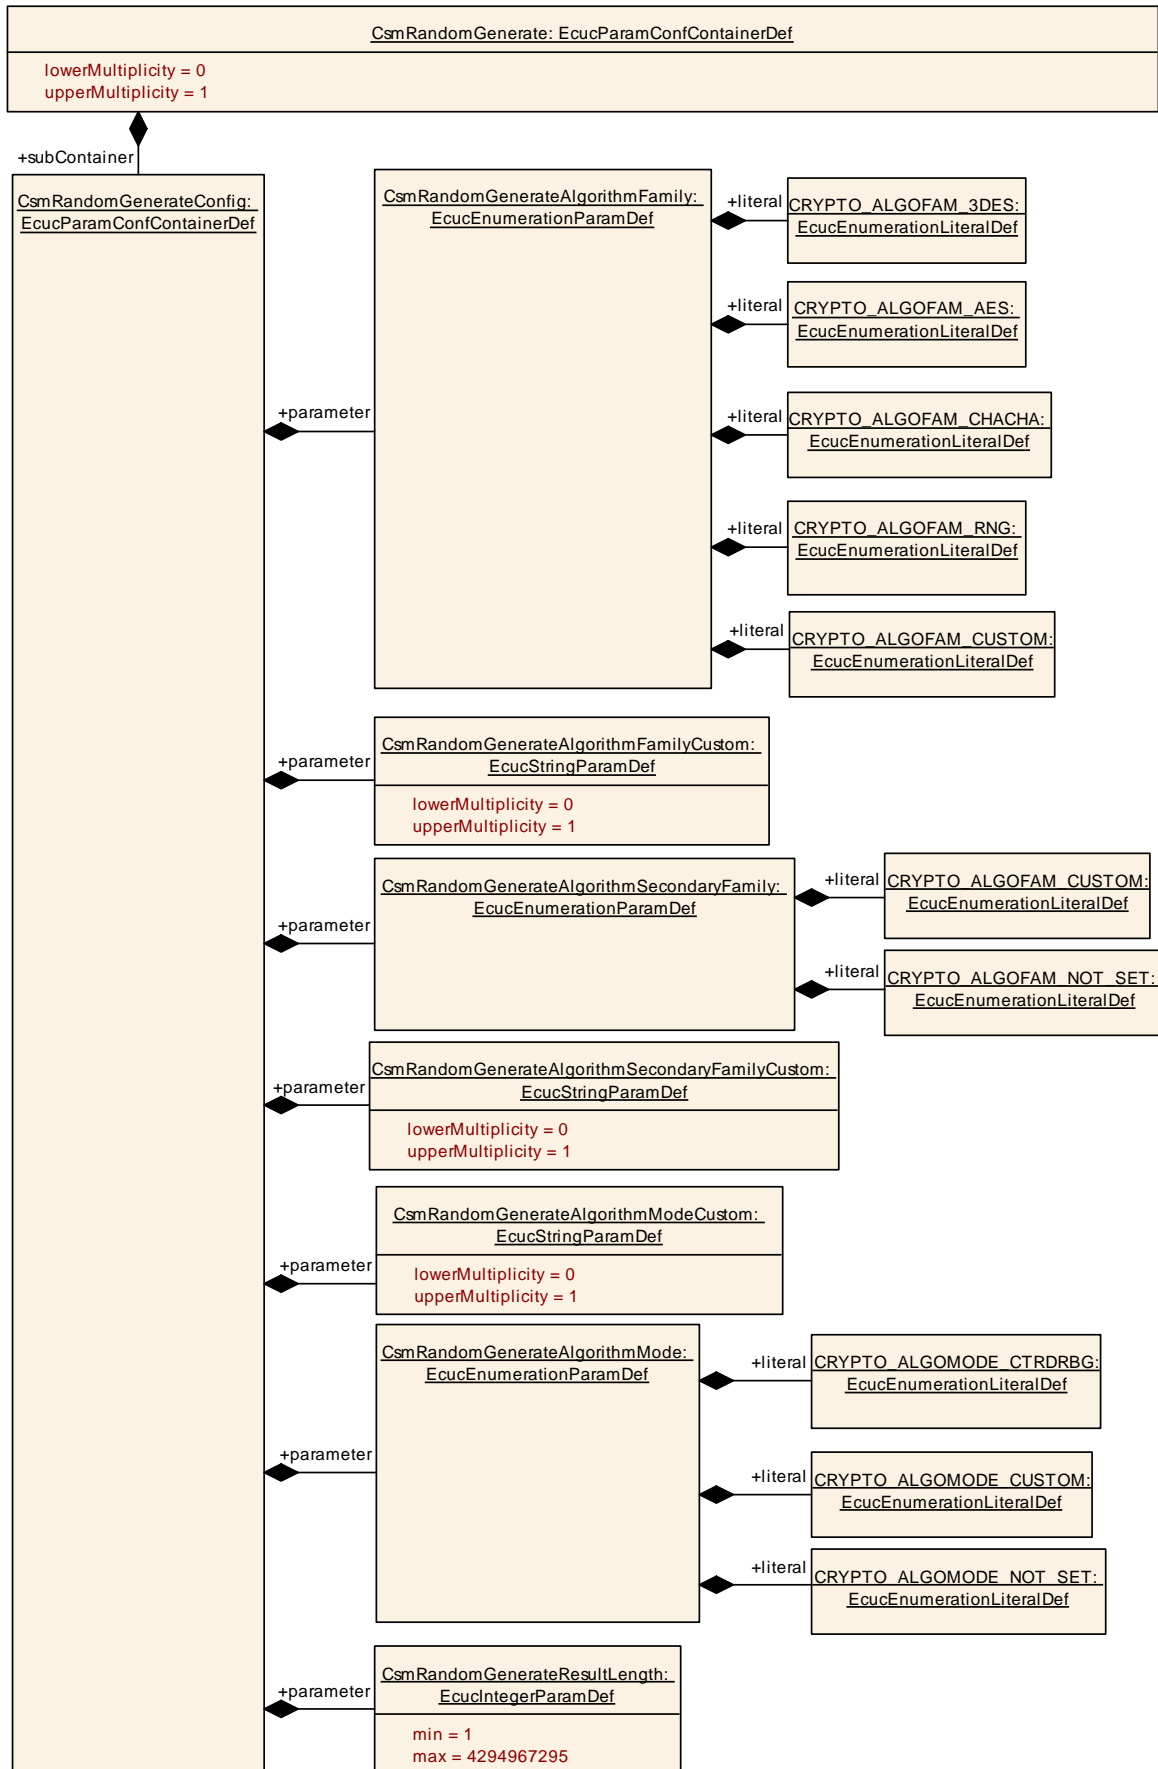 CsmRandomGenerate: EcucParamConfContainerDef
lowerMultiplicity = 0
upperMultiplicity = 1
+subContainer
CsmRandomGenerateConfig:
EcucParamConfContainerDef
+parameter
CsmRandomGenerateAlgorithmFamily:
EcucEnumerationParamDef
+literal
CRYPTO_ALGOFAM_3DES:
EcucEnumerationLiteralDef
+literal
CRYPTO_ALGOFAM_AES:
EcucEnumerationLiteralDef
+literal
CRYPTO_ALGOFAM_CHACHA:
EcucEnumerationLiteralDef
+literal
CRYPTO_ALGOFAM_RNG:
EcucEnumerationLiteralDef
+literal
CRYPTO_ALGOFAM_CUSTOM:
EcucEnumerationLiteralDef
+parameter
CsmRandomGenerateAlgorithmFamilyCustom:
EcucStringParamDef
lowerMultiplicity = 0
upperMultiplicity = 1
+parameter
CsmRandomGenerateAlgorithmSecondaryFamily:
EcucEnumerationParamDef
+literal
CRYPTO_ALGOFAM_CUSTOM:
EcucEnumerationLiteralDef
+literal
CRYPTO_ALGOFAM_NOT_SET:
EcucEnumerationLiteralDef
+parameter
CsmRandomGenerateAlgorithmSecondaryFamilyCustom:
EcucStringParamDef
lowerMultiplicity = 0
upperMultiplicity = 1
+parameter
CsmRandomGenerateAlgorithmModeCustom:
EcucStringParamDef
lowerMultiplicity = 0
upperMultiplicity = 1
+parameter
CsmRandomGenerateAlgorithmMode:
EcucEnumerationParamDef
+literal
CRYPTO_ALGOMODE_CTRDRBG:
EcucEnumerationLiteralDef
+literal
CRYPTO_ALGOMODE_CUSTOM:
EcucEnumerationLiteralDef
+literal
CRYPTO_ALGOMODE_NOT_SET:
EcucEnumerationLiteralDef
+parameter
CsmRandomGenerateResultLength:
EcucIntegerParamDef
min = 1
max = 4294967295